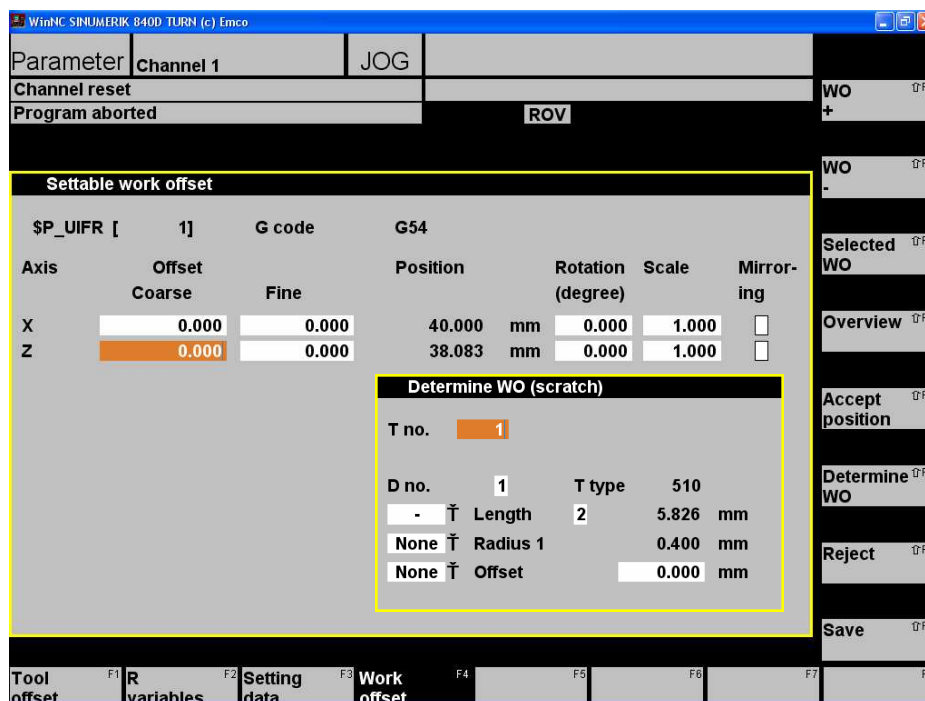 WinNC SINUMERIK 840D TURN (c) Emco
Parameter Channel 1 JOG
Channel reset
Program aborted ROV
WO +
WO -
Selected WO
Overview
Accept position
Determine WO
Reject
Save
Settable work offset
$P_UIFR [ 1] G code G54
Axis Offset Position Rotation Scale Mirror-
Coarse Fine (degree) ing
X 0.000 0.000 40.000 mm 0.000 1.000
Z 0.000 0.000 38.083 mm 0.000 1.000
Determine WO (scratch)
T no. 1
D no. 1 T type 510
- Ť Length 2 5.826 mm
None Ť Radius 1 0.400 mm
None Ť Offset 0.000 mm
Tool F1 R F2 Setting F3 Work F4 F5 F6 F7
offset variables data offset